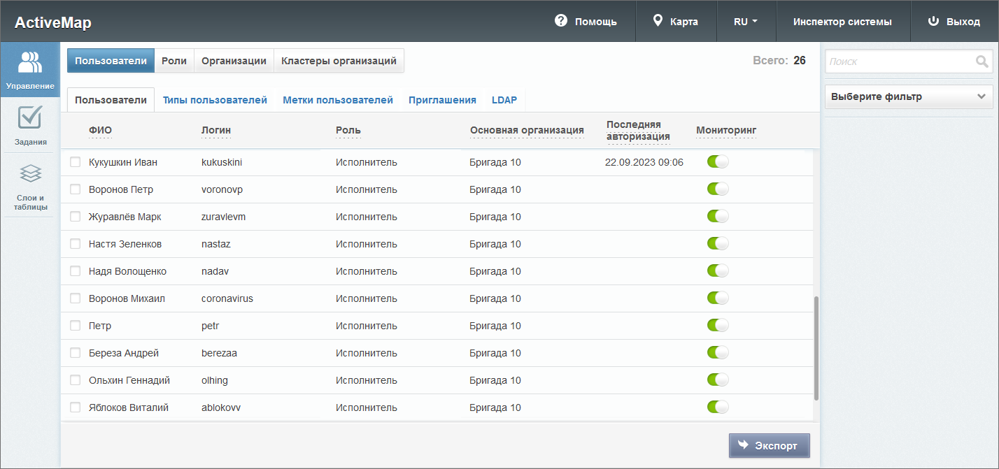 ActiveMap
Помощь
Карта
RU
Инспектор системы
Выход
Управление
Задания
Слои и
таблицы
Пользователи
Роли
Организации
Кластеры организаций
Всего: 26
Пользователи
Типы пользователей
Метки пользователей
Приглашения
LDAP
ФИО Логин Роль Основная организация Последняя авторизация Мониторинг
Кукушкин Иван kukuskini Исполнитель Бригада 10 22.09.2023 09:06
Воронов Петр voronovp Исполнитель Бригада 10
Журавлёв Марк zuravlevm Исполнитель Бригада 10
Настя Зеленков nastaz Исполнитель Бригада 10
Надя Волощенко nadav Исполнитель Бригада 10
Воронов Михаил coronavirus Исполнитель Бригада 10
Петр petr Исполнитель Бригада 10
Береза Андрей berezaa Исполнитель Бригада 10
Ольхин Геннадий olhing Исполнитель Бригада 10
Яблоков Виталий ablokovv Исполнитель Бригада 10
Экспорт
Поиск
Выберите фильтр